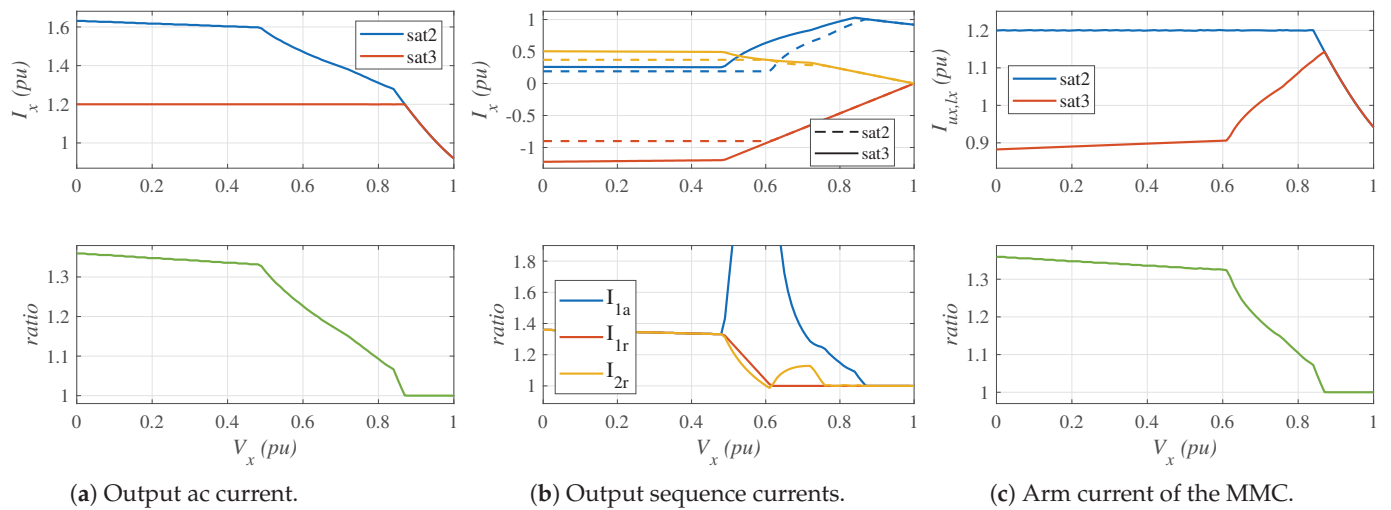 I_x (pu)
1.6
1.4
1.2
1
sat2
sat3
0
0.2
0.4
0.6
0.8
1
ratio
1.3
1.2
1.1
1
0
0.2
0.4
0.6
0.8
1
V_x (pu)
(a) Output ac current.
I_x (pu)
1
0.5
0
-0.5
-1
sat2
sat3
sat2
sat3
0
0.2
0.4
0.6
0.8
1
ratio
1.8
1.6
1.4
1.2
1
I_1a
I_1r
I_2r
0
0.2
0.4
0.6
0.8
1
V_x (pu)
(b) Output sequence currents.
I_ux,lx (pu)
1.2
1.1
1
0.9
sat2
sat3
0
0.2
0.4
0.6
0.8
1
ratio
1.3
1.2
1.1
1
0
0.2
0.4
0.6
0.8
1
V_x (pu)
(c) Arm current of the MMC.